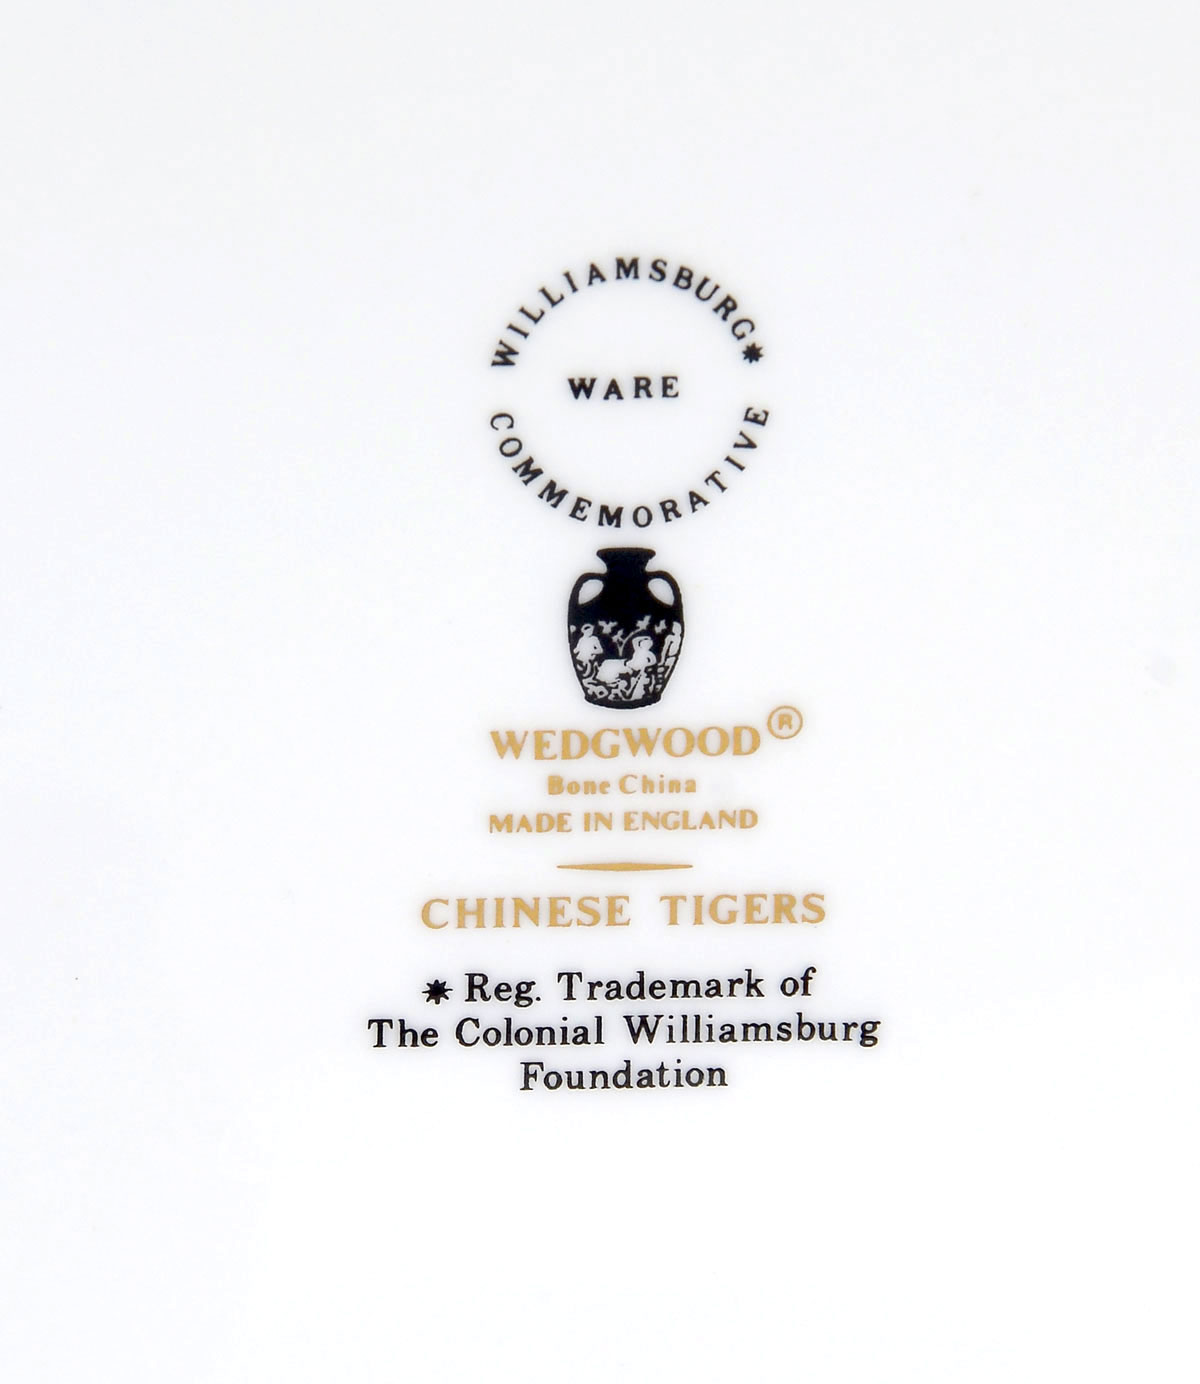 WILLIAMSBURG*
WARE
COMMEMORATIVE
WEDGWOOD®
Bone China
MADE IN ENGLAND
CHINESE TIGERS
* Reg. Trademark of
The Colonial Williamsburg
Foundation